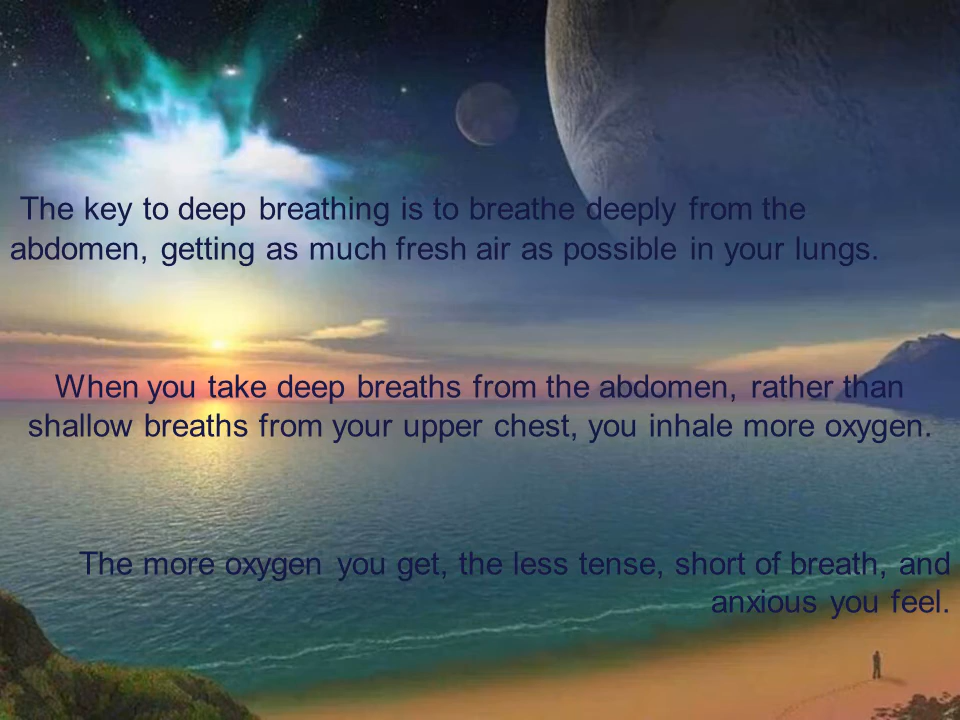 The key to deep breathing is to breathe deeply from the
abdomen, getting as much fresh air as possible in your lungs.
When you take deep breaths from the abdomen, rather than
shallow breaths from your upper chest, you inhale more oxygen.
The more oxygen you get, the less tense, short of breath, and
anxious you feel.